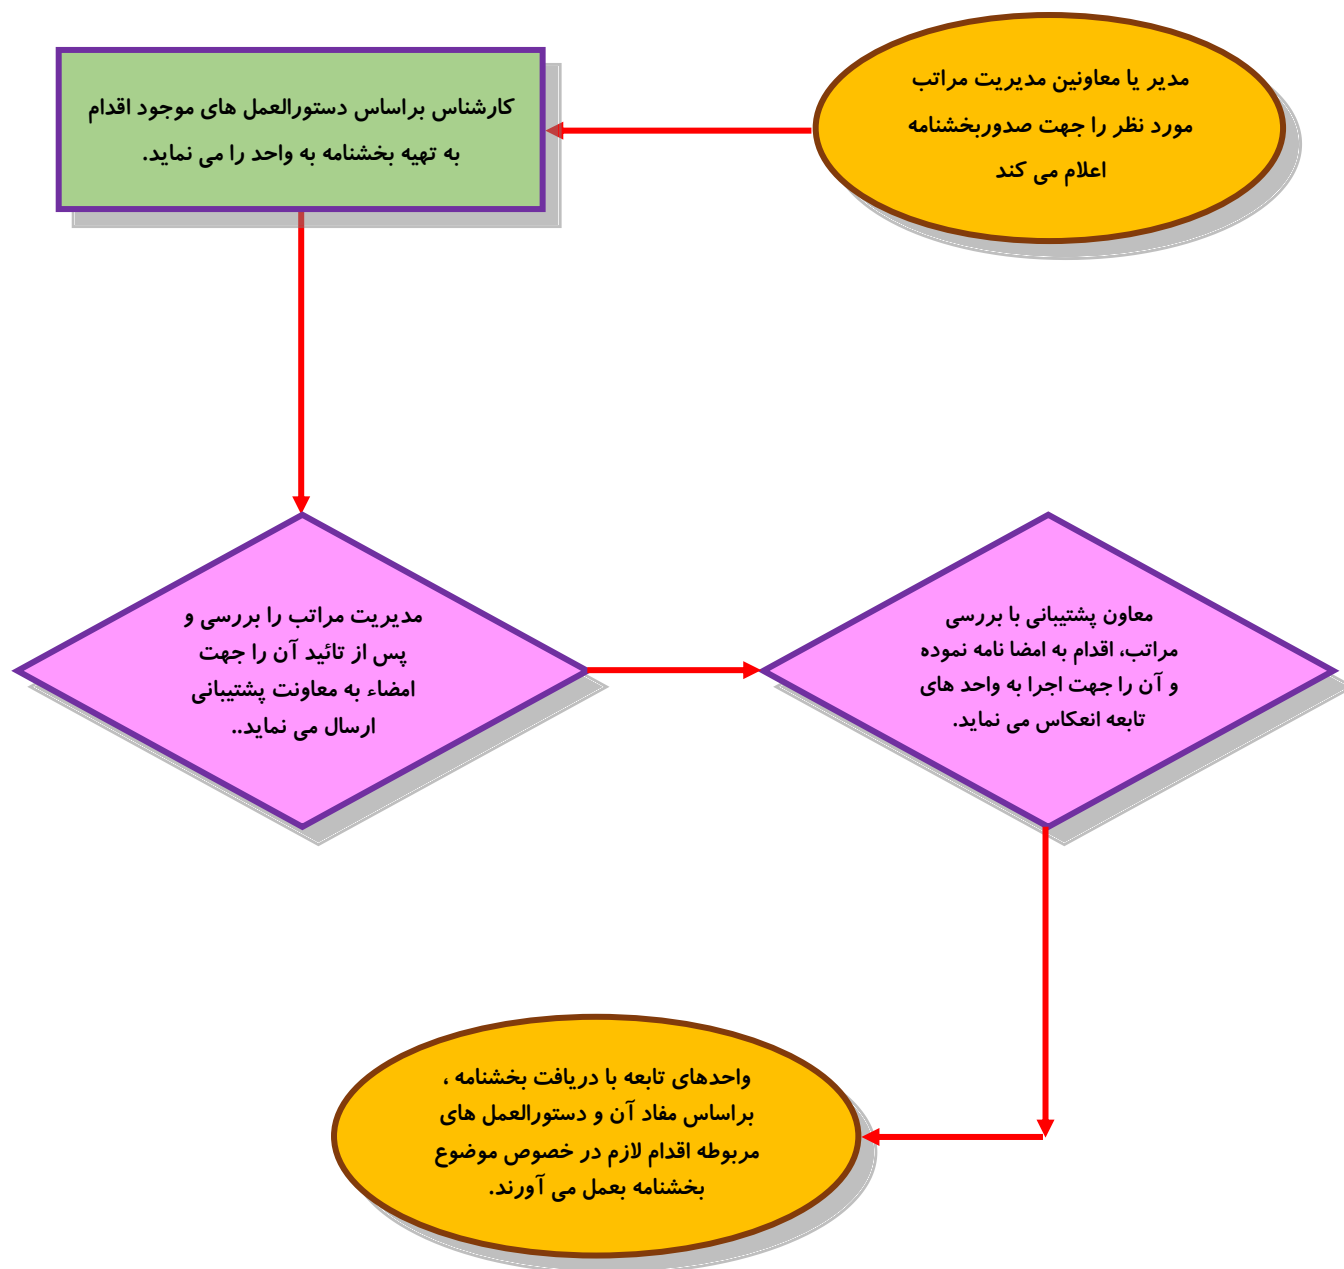 مدیر یا معاونین مدیریت مراتب
مورد نظر را جهت صدوربخشنامه
اعلام می کند
کارشناس براساس دستورالعمل های موجود اقدام
به تهیه بخشنامه به واحد را می نماید.
مدیریت مراتب را بررسی و
پس از تائید آن را جهت
امضاء به معاونت پشتیبانی
ارسال می نماید..
معاون پشتیبانی با بررسی
مراتب، اقدام به امضا نامه نموده
و آن را جهت اجرا به واحد های
تابعه انعکاس می نماید.
واحدهای تابعه با دریافت بخشنامه ،
براساس مفاد آن و دستورالعمل های
مربوطه اقدام لازم در خصوص موضوع
بخشنامه بعمل می آورند.